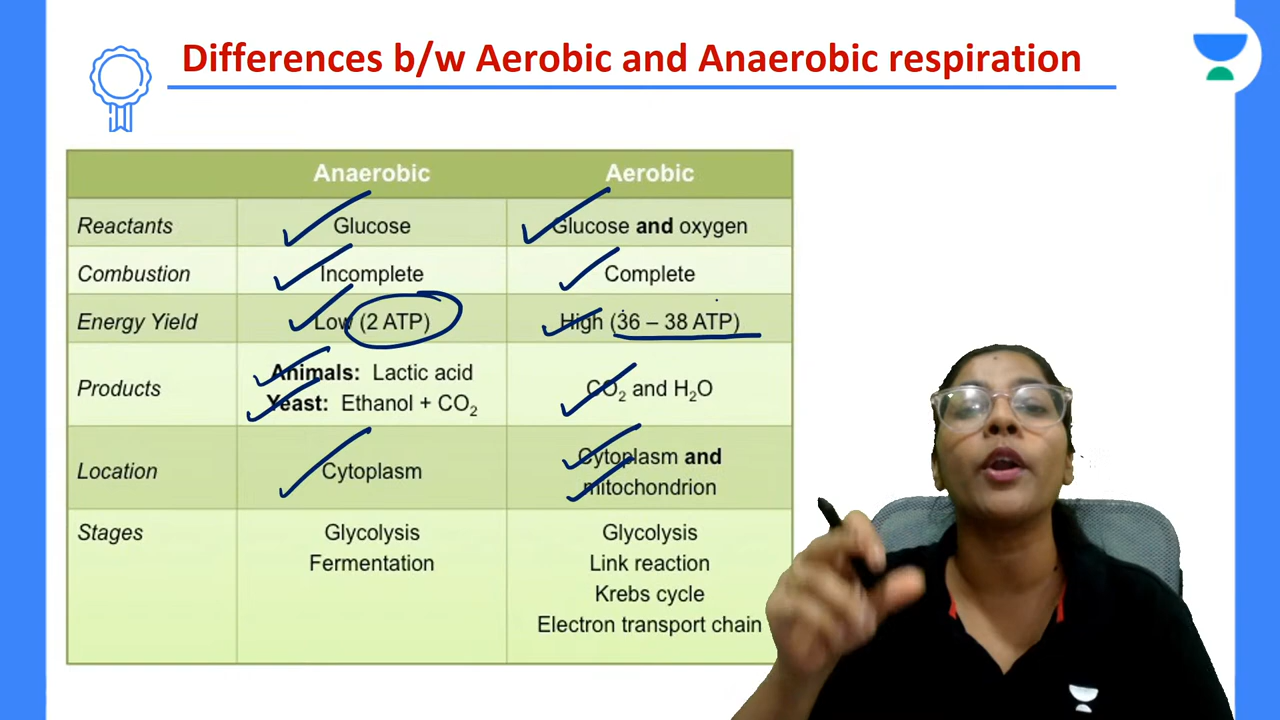 Differences b/w Aerobic and Anaerobic respiration
Anaerobic Aerobic
Reactants Glucose Glucose and oxygen
Combustion Incomplete Complete
Energy Yield Low (2 ATP) High (36 – 38 ATP)
Products Animals: Lactic acid
Yeast: Ethanol + CO₂ CO₂ and H₂O
Location Cytoplasm Cytoplasm and
mitochondrion
Stages Glycolysis Glycolysis
Fermentation Link reaction
Krebs cycle
Electron transport chain